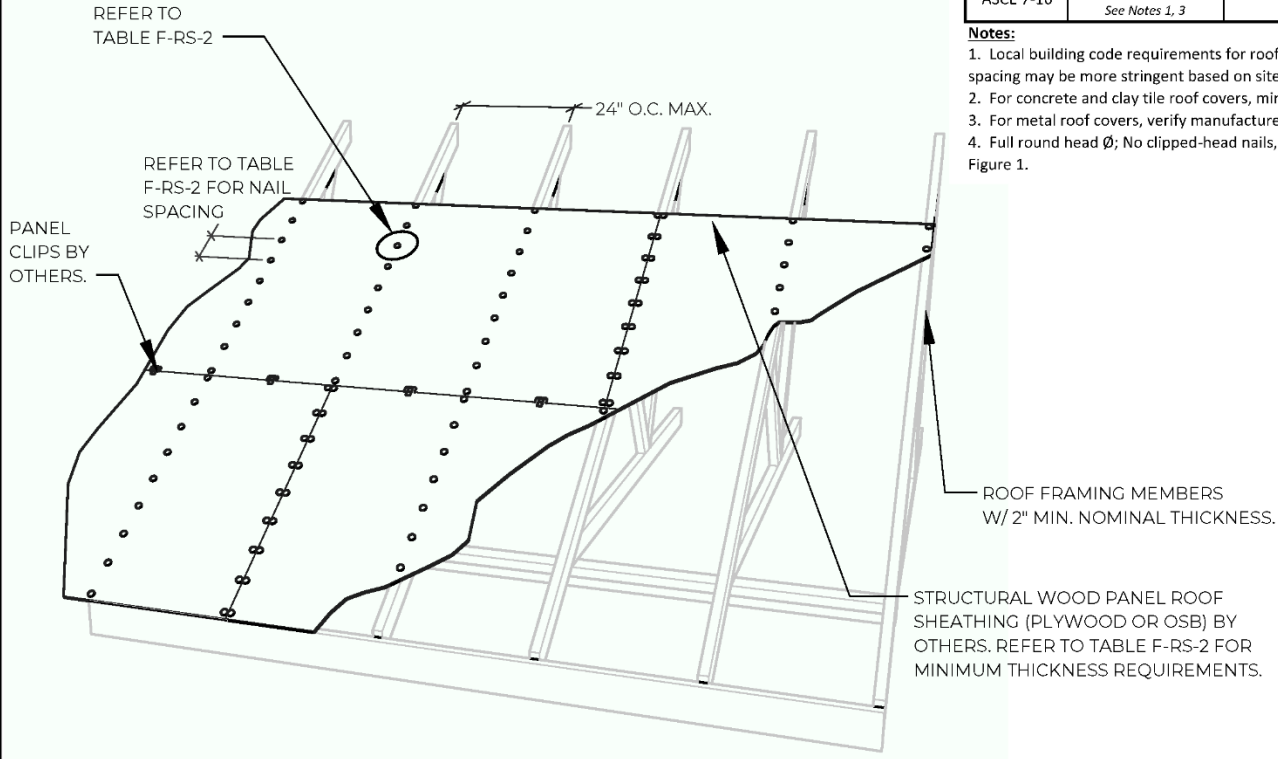 REFER TO
TABLE F-RS-2
24" O.C. MAX.
REFER TO TABLE
F-RS-2 FOR NAIL
SPACING
PANEL
CLIPS BY
OTHERS.
ROOF FRAMING MEMBERS
W/ 2" MIN. NOMINAL THICKNESS.
STRUCTURAL WOOD PANEL ROOF
SHEATHING (PLYWOOD OR OSB) BY
OTHERS. REFER TO TABLE F-RS-2 FOR
MINIMUM THICKNESS REQUIREMENTS.
See Notes 1, 3
Notes:
1. Local building code requirements for roof
spacing may be more stringent based on site
2. For concrete and clay tile roof covers,
3. For metal roof covers, verify
4. Full round head Ø; No clipped-head nails,
Figure 1.